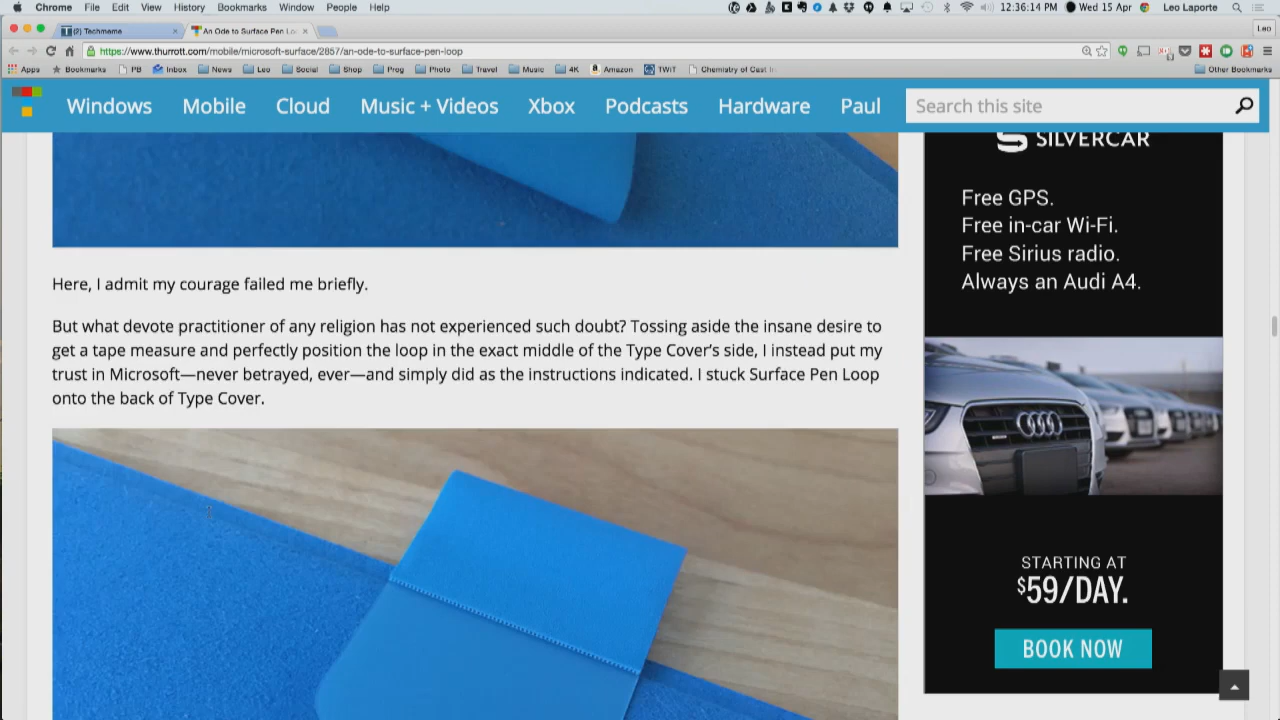 Chrome File Edit View History Bookmarks Window People Help 12:36:14 PM Wed 15 Apr Leo Laporte
(2) Techmeme An Ode to Surface Pen Lo Leo
https://www.thurrott.com/mobile/microsoft-surface/2857/an-ode-to-surface-pen-loop
Apps Bookmarks PB Inbox News Leo Social Shop Prog Photo Travel Music 4K Amazon TWiT Chemistry of Cast Ir Other Bookmarks
Windows Mobile Cloud Music + Videos Xbox Podcasts Hardware Paul Search this site
SILVERCAR
Free GPS.
Free in-car Wi-Fi.
Free Sirius radio.
Always an Audi A4.
Here, I admit my courage failed me briefly.
But what devote practitioner of any religion has not experienced such doubt? Tossing aside the insane desire to
get a tape measure and perfectly position the loop in the exact middle of the Type Cover's side, I instead put my
trust in Microsoft—never betrayed, ever—and simply did as the instructions indicated. I stuck Surface Pen Loop
onto the back of Type Cover.
STARTING AT
$59/DAY.
BOOK NOW